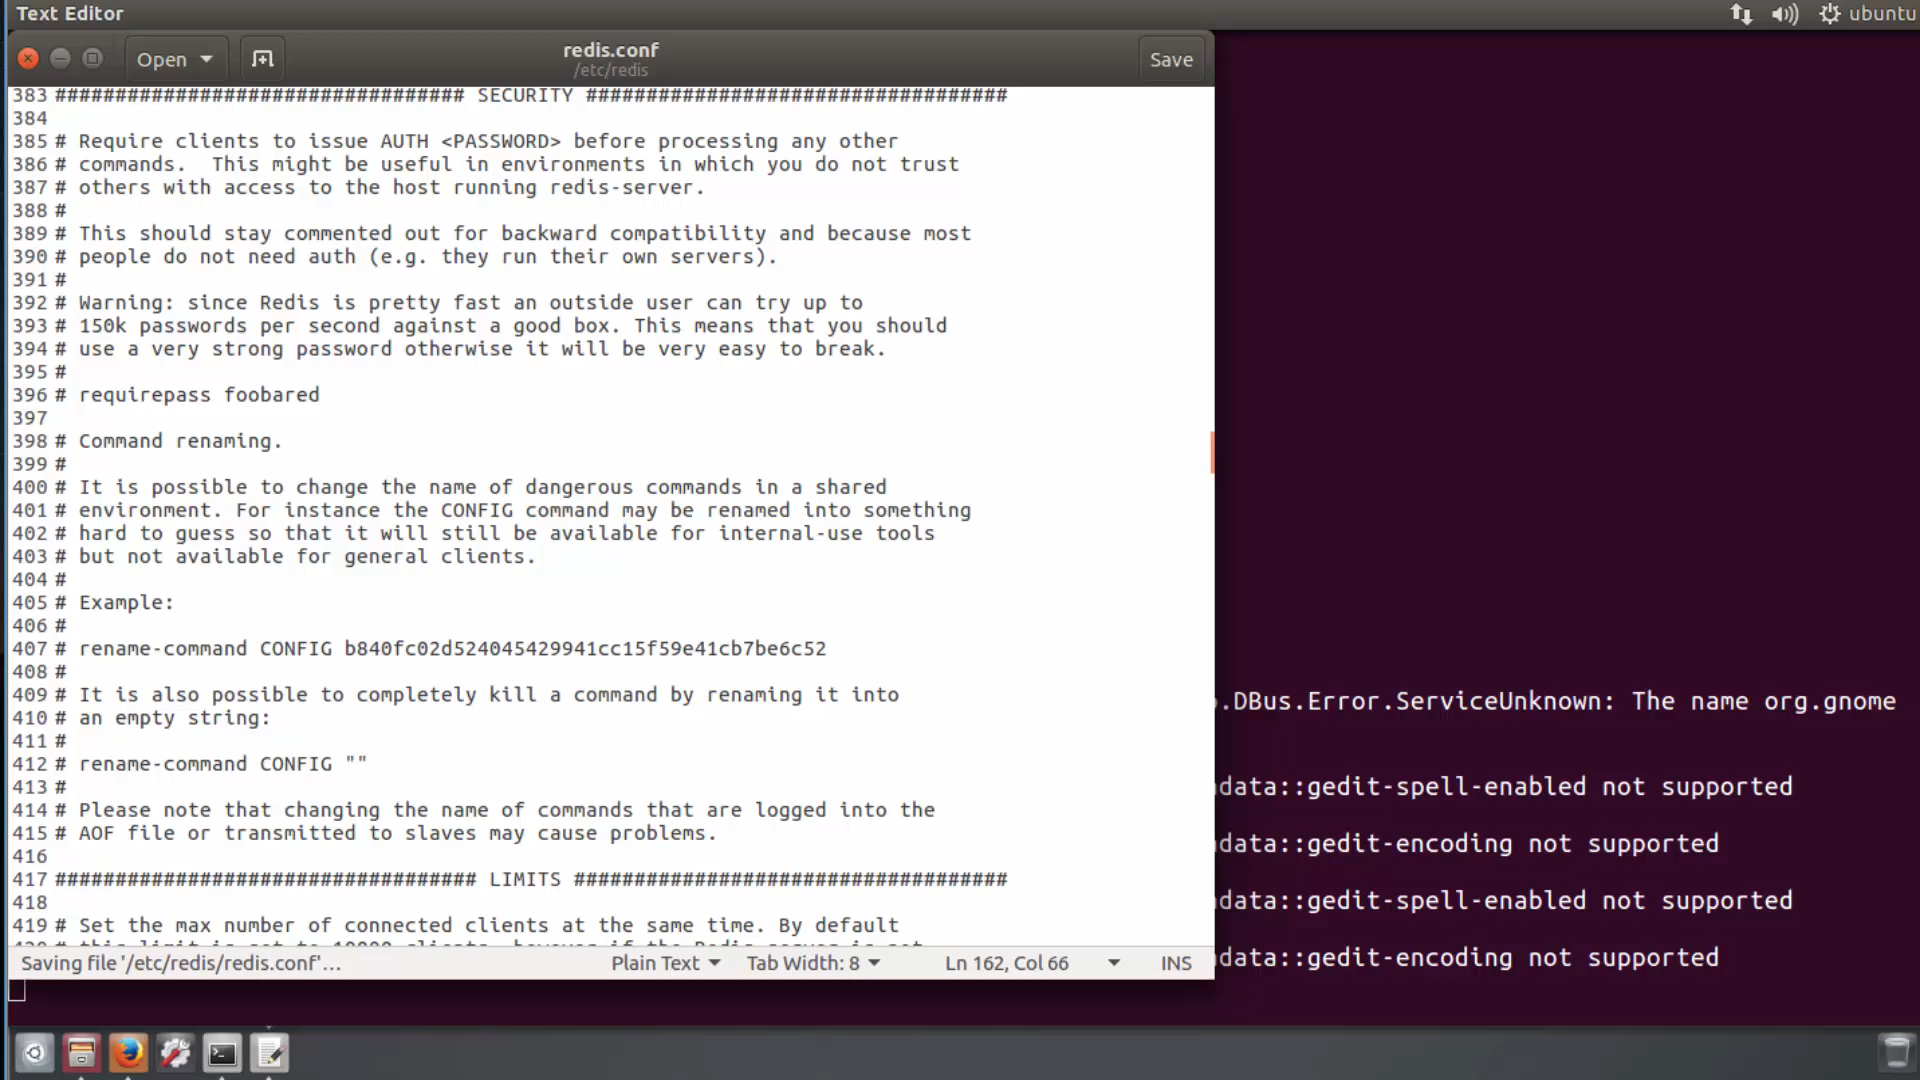 Text Editor
ubuntu
Open
redis.conf
/etc/redis
Save
383 ################################## SECURITY ###################################
384
385 # Require clients to issue AUTH <PASSWORD> before processing any other
386 # commands.  This might be useful in environments in which you do not trust
387 # others with access to the host running redis-server.
388 #
389 # This should stay commented out for backward compatibility and because most
390 # people do not need auth (e.g. they run their own servers).
391 #
392 # Warning: since Redis is pretty fast an outside user can try up to
393 # 150k passwords per second against a good box. This means that you should
394 # use a very strong password otherwise it will be very easy to break.
395 #
396 # requirepass foobared
397
398 # Command renaming.
399 #
400 # It is possible to change the name of dangerous commands in a shared
401 # environment. For instance the CONFIG command may be renamed into something
402 # hard to guess so that it will still be available for internal-use tools
403 # but not available for general clients.
404 #
405 # Example:
406 #
407 # rename-command CONFIG b840fc02d524045429941cc15f59e41cb7be6c52
408 #
409 # It is also possible to completely kill a command by renaming it into
410 # an empty string:
411 #
412 # rename-command CONFIG ""
413 #
414 # Please note that changing the name of commands that are logged into the
415 # AOF file or transmitted to slaves may cause problems.
416
417 ################################### LIMITS ####################################
418
419 # Set the max number of connected clients at the same time. By default
420 # this limit is set to 10000 clients, however if the Redis server is not
Saving file '/etc/redis/redis.conf'…
Plain Text
Tab Width: 8
Ln 162, Col 66
INS
.DBus.Error.ServiceUnknown: The name org.gnome
data::gedit-spell-enabled not supported
data::gedit-encoding not supported
data::gedit-spell-enabled not supported
data::gedit-encoding not supported